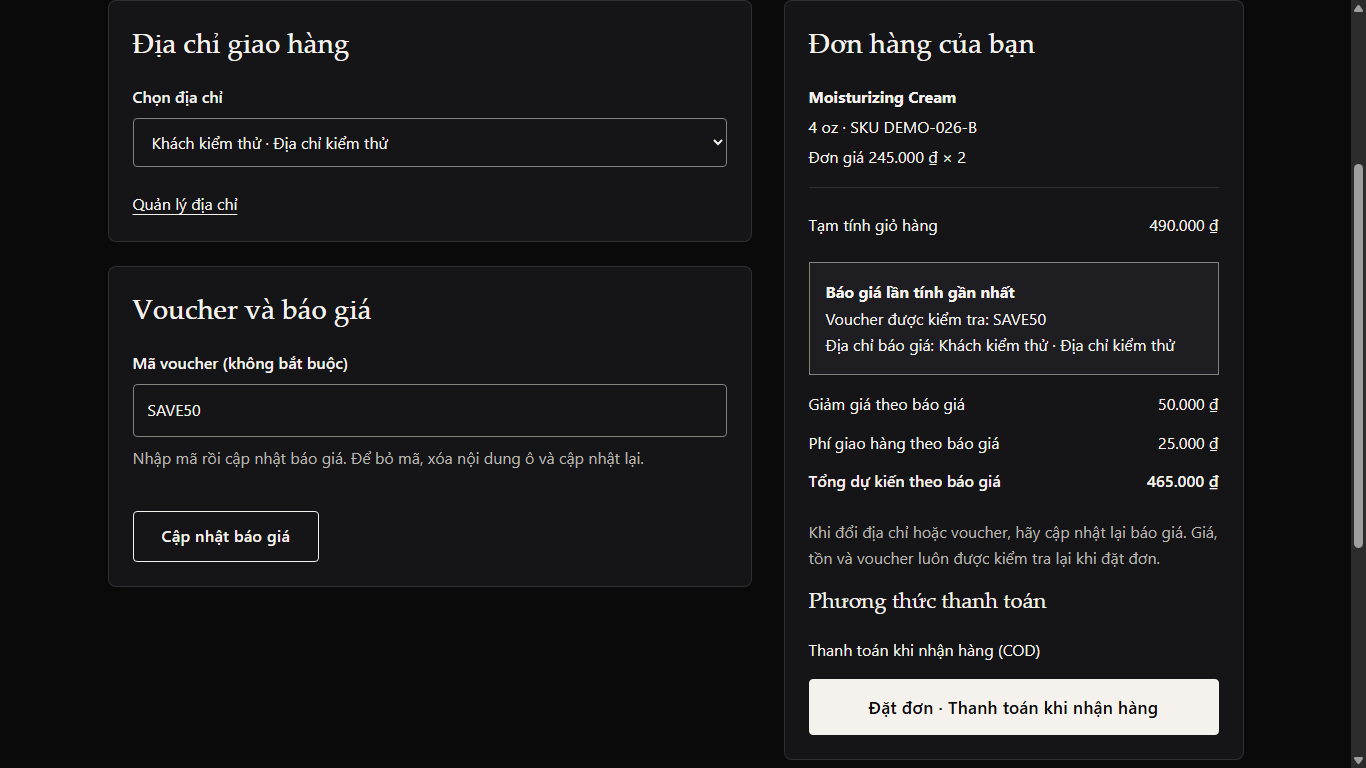 Địa chỉ giao hàng
Chọn địa chỉ
Khách kiểm thử · Địa chỉ kiểm thử
Quản lý địa chỉ
Voucher và báo giá
Mã voucher (không bắt buộc)
SAVE50
Nhập mã rồi cập nhật báo giá. Để bỏ mã, xóa nội dung ô và cập nhật lại.
Cập nhật báo giá
Đơn hàng của bạn
Moisturizing Cream
4 oz · SKU DEMO-026-B
Đơn giá 245.000 ₫ × 2
Tạm tính giỏ hàng 490.000 ₫
Báo giá lần tính gần nhất
Voucher được kiểm tra: SAVE50
Địa chỉ báo giá: Khách kiểm thử · Địa chỉ kiểm thử
Giảm giá theo báo giá 50.000 ₫
Phí giao hàng theo báo giá 25.000 ₫
Tổng dự kiến theo báo giá 465.000 ₫
Khi đổi địa chỉ hoặc voucher, hãy cập nhật lại báo giá. Giá,
tồn và voucher luôn được kiểm tra lại khi đặt đơn.
Phương thức thanh toán
Thanh toán khi nhận hàng (COD)
Đặt đơn · Thanh toán khi nhận hàng